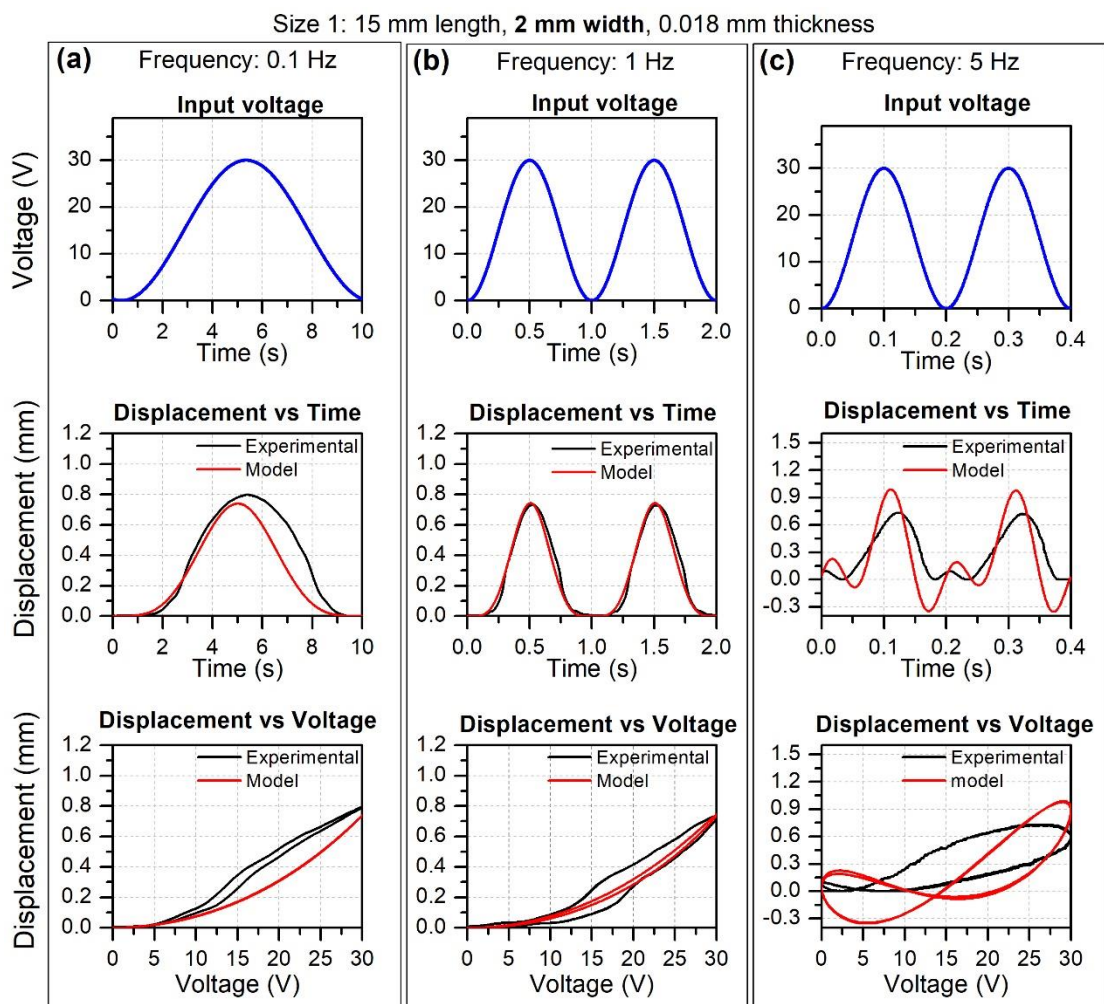 Size 1: 15 mm length, 2 mm width, 0.018 mm thickness
(a) Frequency: 0.1 Hz
Input voltage
Voltage (V)
30
20
10
0
0 2 4 6 8 10
Time (s)
Displacement vs Time
Displacement (mm)
1.2
1.0
0.8
0.6
0.4
0.2
0.0
Experimental
Model
0 2 4 6 8 10
Time (s)
Displacement vs Voltage
Displacement (mm)
1.2
1.0
0.8
0.6
0.4
0.2
0.0
Experimental
Model
0 5 10 15 20 25 30
Voltage (V)
(b) Frequency: 1 Hz
Input voltage
30
20
10
0
0.0 0.5 1.0 1.5 2.0
Time (s)
Displacement vs Time
1.2
1.0
0.8
0.6
0.4
0.2
0.0
Experimental
Model
0.0 0.5 1.0 1.5 2.0
Time (s)
Displacement vs Voltage
1.2
1.0
0.8
0.6
0.4
0.2
0.0
Experimental
Model
0 5 10 15 20 25 30
Voltage (V)
(c) Frequency: 5 Hz
Input voltage
30
20
10
0
0.0 0.1 0.2 0.3 0.4
Time (s)
Displacement vs Time
1.5
1.2
0.9
0.6
0.3
0.0
-0.3
Experimental
Model
0.0 0.1 0.2 0.3 0.4
Time (s)
Displacement vs Voltage
1.5
1.2
0.9
0.6
0.3
0.0
-0.3
Experimental
model
0 5 10 15 20 25 30
Voltage (V)